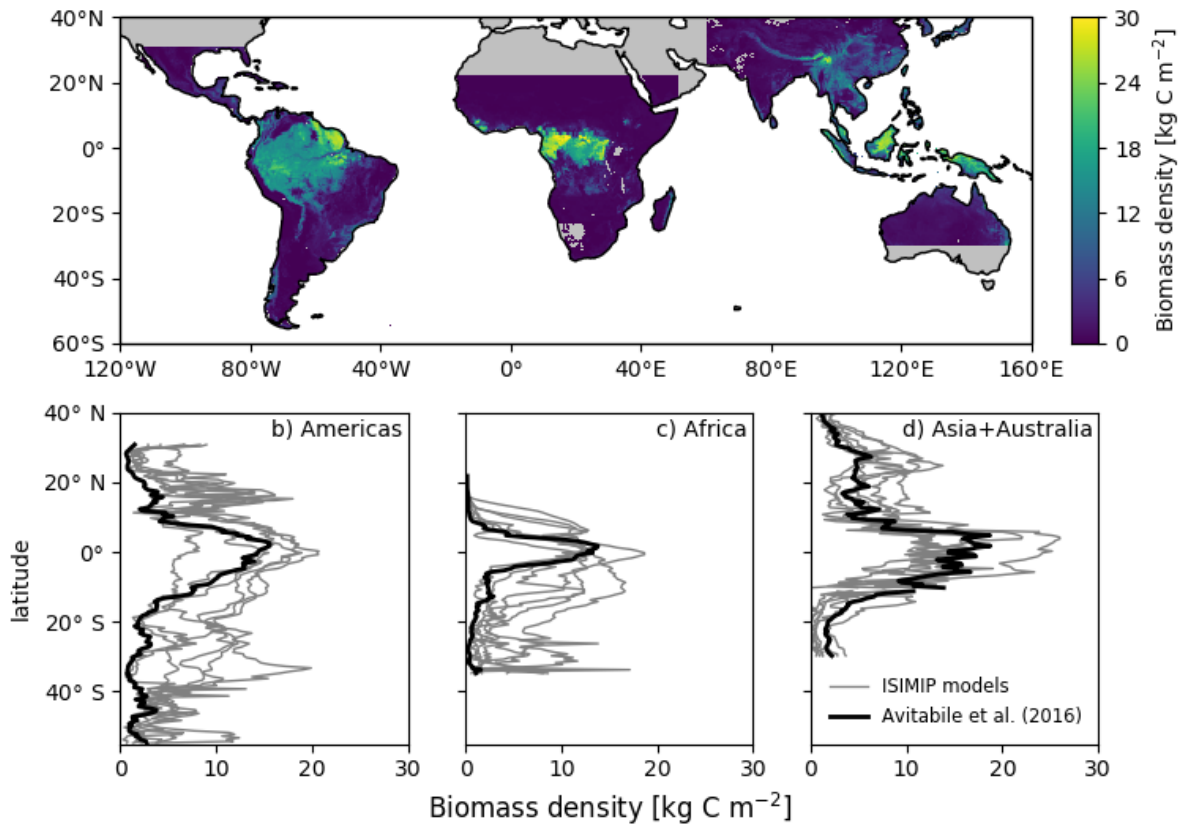 40°N
20°N
0°
20°S
40°S
60°S
120°W 80°W 40°W 0° 40°E 80°E 120°E 160°E
30
24
18
12
6
0
Biomass density [kg C m⁻²]
40° N
20° N
0°
20° S
40° S
latitude
b) Americas
c) Africa
d) Asia+Australia
ISIMIP models
Avitabile et al. (2016)
0 10 20 30
0 10 20 30
0 10 20 30
Biomass density [kg C m⁻²]